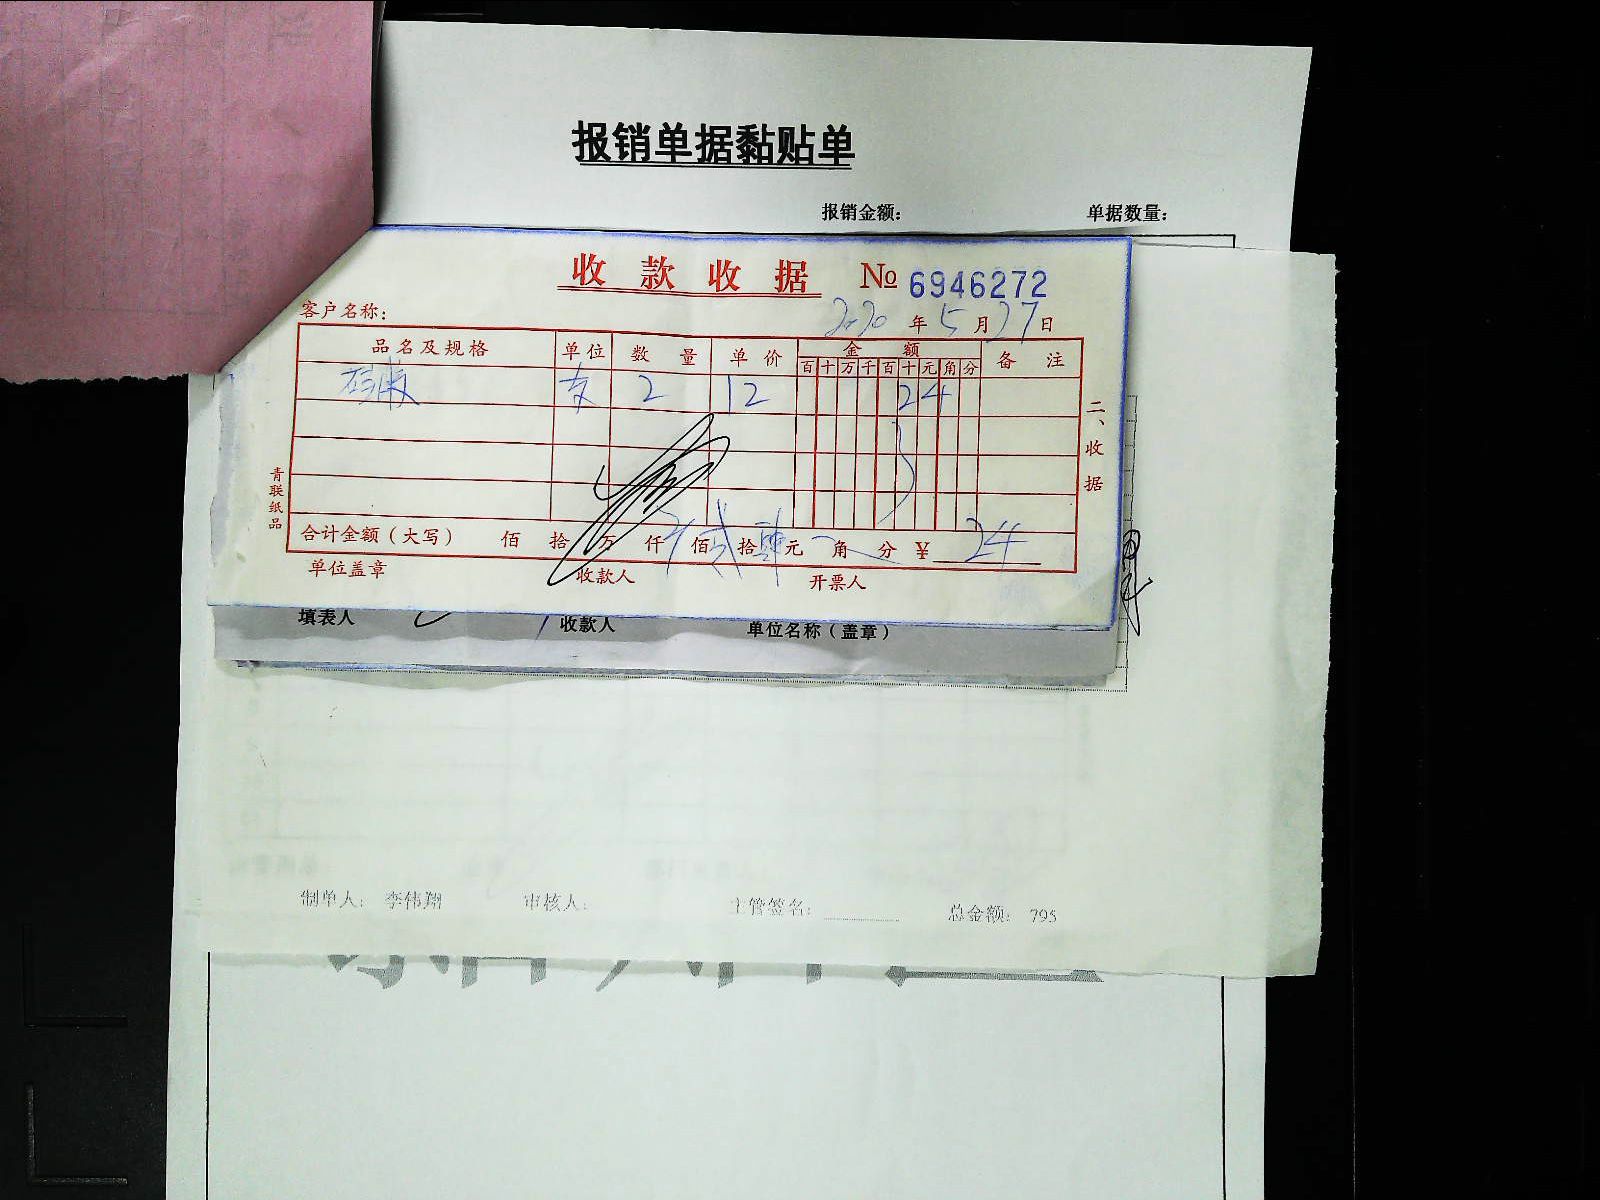 报销单据黏贴单
报销金额: 单据数量:
收款收据 № 6946272
客户名称: 2020 年 5 月 27 日
品名及规格 单位 数量 单价 金额 备注
百 十 万 千 百 十 元 角 分
支 2 12 24
二、收据
青联纸品
合计金额(大写) 佰 拾 万 仟 佰 贰 拾 肆 元 角 分 ¥ 24
单位盖章 收款人 开票人
填表人 收款人 单位名称(盖章)
制单人: 李伟翔 审核人: 主管签名: 总金额: 795